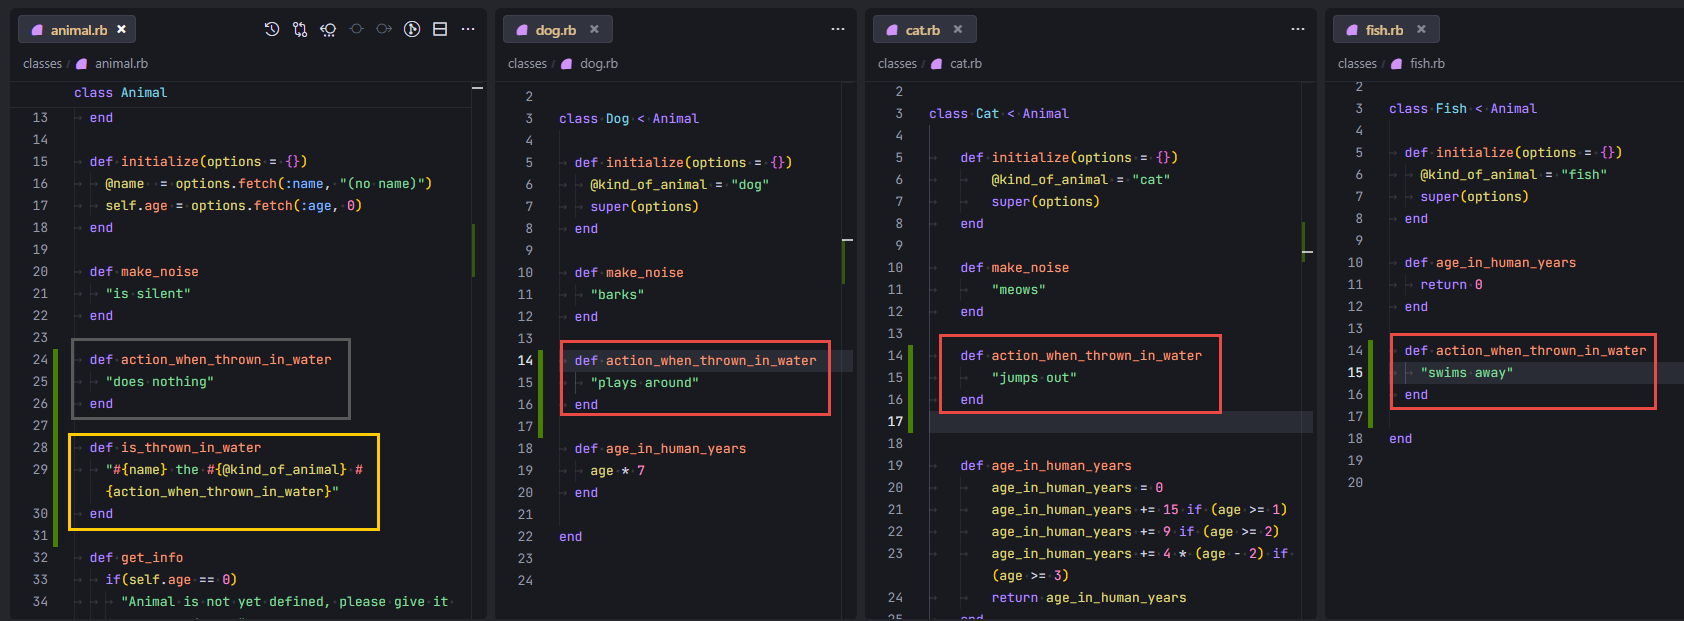 animal.rb
classes / animal.rb
class Animal
13 end
14
15 def initialize(options = {})
16 @name = options.fetch(:name, "(no name)")
17 self.age = options.fetch(:age, 0)
18 end
19
20 def make_noise
21 "is silent"
22 end
23
24 def action_when_thrown_in_water
25 "does nothing"
26 end
27
28 def is_thrown_in_water
29 "#{name} the #{@kind_of_animal} #
{action_when_thrown_in_water}"
30 end
31
32 def get_info
33 if(self.age == 0)
34 "Animal is not yet defined, please give it
dog.rb
classes / dog.rb
2
3 class Dog < Animal
4
5 def initialize(options = {})
6 @kind_of_animal = "dog"
7 super(options)
8 end
9
10 def make_noise
11 "barks"
12 end
13
14 def action_when_thrown_in_water
15 "plays around"
16 end
17
18 def age_in_human_years
19 age * 7
20 end
21
22 end
23
24
cat.rb
classes / cat.rb
2
3 class Cat < Animal
4
5 def initialize(options = {})
6 @kind_of_animal = "cat"
7 super(options)
8 end
9
10 def make_noise
11 "meows"
12 end
13
14 def action_when_thrown_in_water
15 "jumps out"
16 end
17
18
19 def age_in_human_years
20 age_in_human_years = 0
21 age_in_human_years += 15 if (age >= 1)
22 age_in_human_years += 9 if (age >= 2)
23 age_in_human_years += 4 * (age - 2) if
(age >= 3)
24 return age_in_human_years
25 end
fish.rb
classes / fish.rb
2
3 class Fish < Animal
4
5 def initialize(options = {})
6 @kind_of_animal = "fish"
7 super(options)
8 end
9
10 def age_in_human_years
11 return 0
12 end
13
14 def action_when_thrown_in_water
15 "swims away"
16 end
17
18 end
19
20